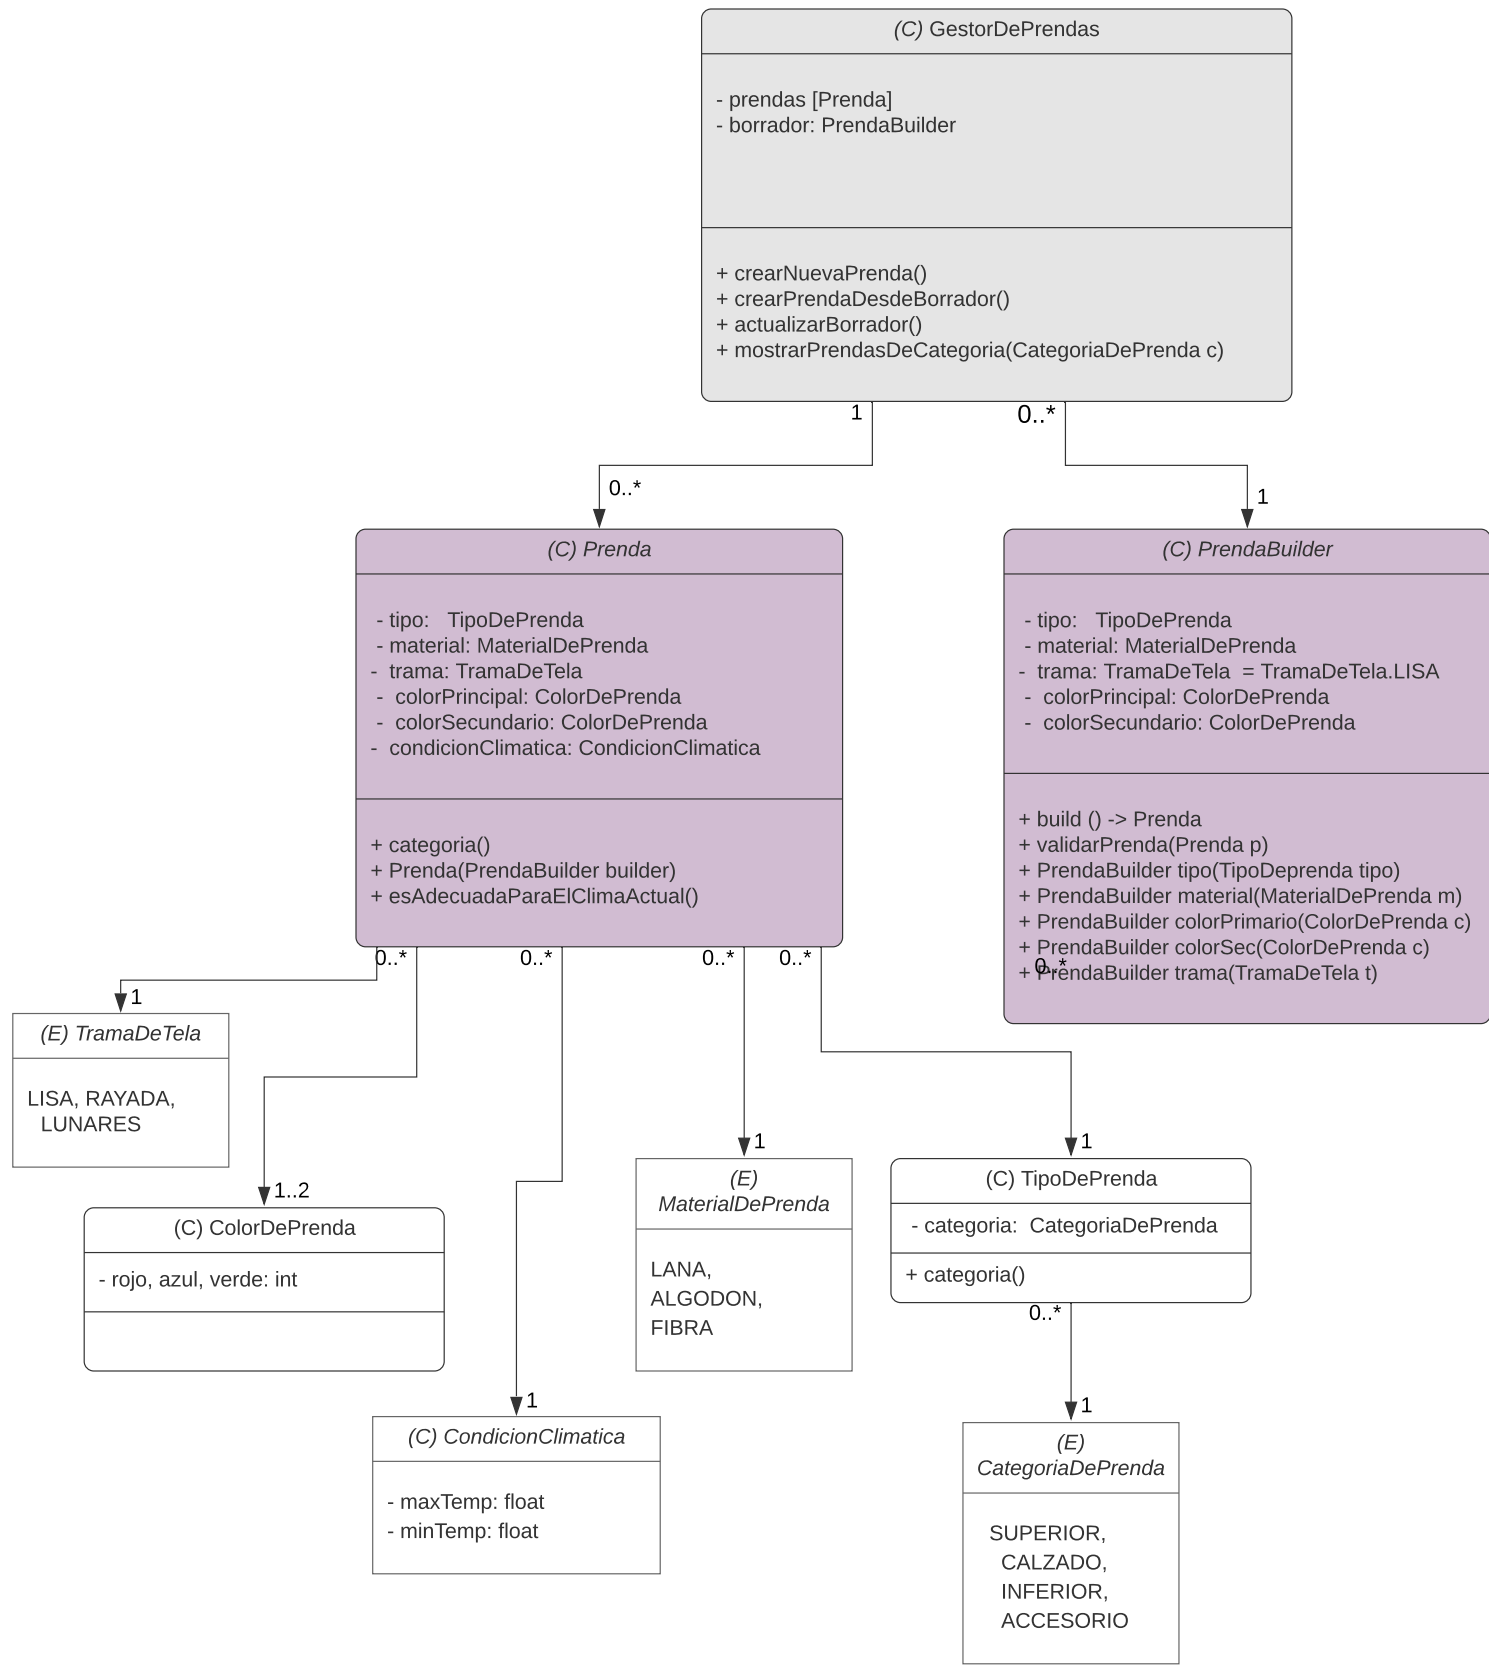 (C) GestorDePrendas
- prendas [Prenda]
- borrador: PrendaBuilder
+ crearNuevaPrenda()
+ crearPrendaDesdeBorrador()
+ actualizarBorrador()
+ mostrarPrendasDeCategoria(CategoriaDePrenda c)
1
0..*
0..*
1
(C) Prenda
- tipo: TipoDePrenda
- material: MaterialDePrenda
- trama: TramaDeTela
- colorPrincipal: ColorDePrenda
- colorSecundario: ColorDePrenda
- condicionClimatica: CondicionClimatica
+ categoria()
+ Prenda(PrendaBuilder builder)
+ esAdecuadaParaElClimaActual()
(C) PrendaBuilder
- tipo: TipoDePrenda
- material: MaterialDePrenda
- trama: TramaDeTela = TramaDeTela.LISA
- colorPrincipal: ColorDePrenda
- colorSecundario: ColorDePrenda
+ build () -> Prenda
+ validarPrenda(Prenda p)
+ PrendaBuilder tipo(TipoDeprenda tipo)
+ PrendaBuilder material(MaterialDePrenda m)
+ PrendaBuilder colorPrimario(ColorDePrenda c)
+ PrendaBuilder colorSec(ColorDePrenda c)
+ PrendaBuilder trama(TramaDeTela t)
0..*
0..*
0..*
0..*
0..*
1
(E) TramaDeTela
LISA, RAYADA,
LUNARES
1..2
(C) ColorDePrenda
- rojo, azul, verde: int
1
(E)
MaterialDePrenda
LANA,
ALGODON,
FIBRA
1
(C) TipoDePrenda
- categoria: CategoriaDePrenda
+ categoria()
0..*
1
(C) CondicionClimatica
- maxTemp: float
- minTemp: float
1
(E)
CategoriaDePrenda
SUPERIOR,
CALZADO,
INFERIOR,
ACCESORIO